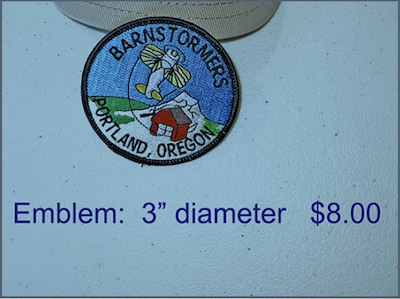 BARNSTORMERS
PORTLAND, OREGON
Emblem:  3” diameter   $8.00